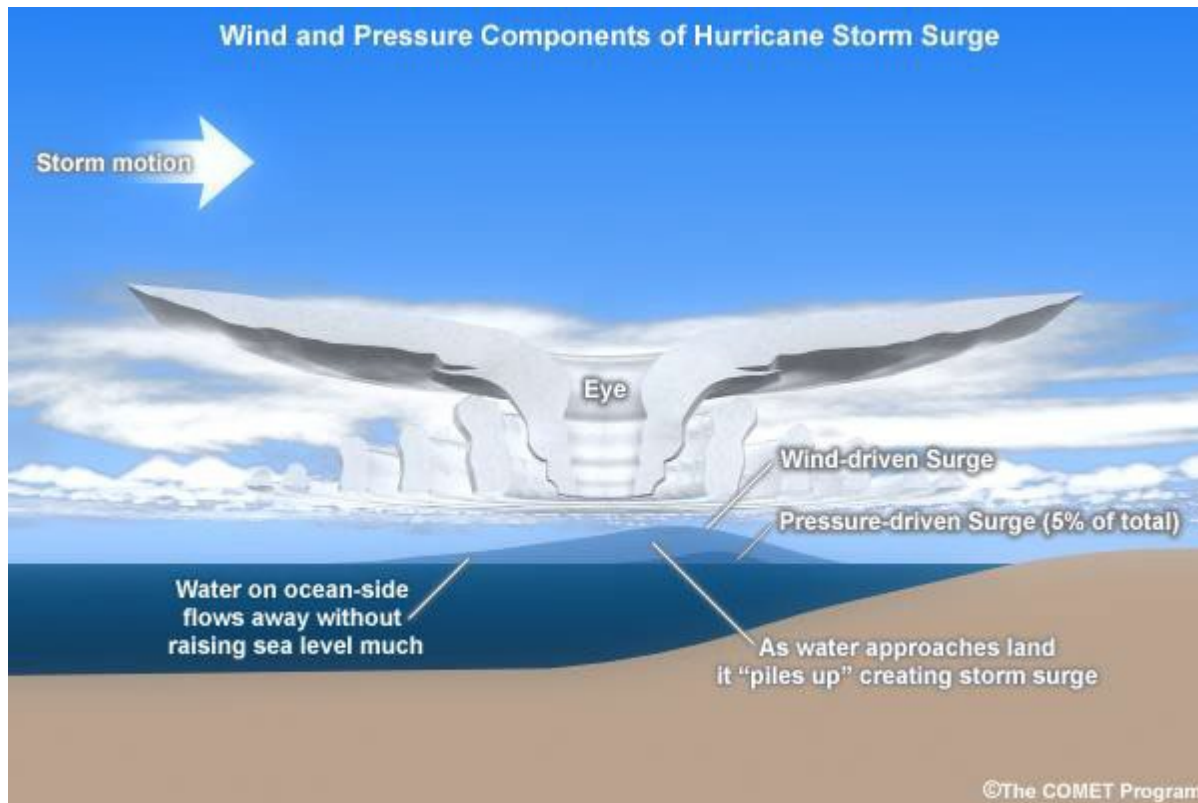 Wind and Pressure Components of Hurricane Storm Surge
Storm motion
Eye
Wind-driven Surge
Pressure-driven Surge (5% of total)
Water on ocean-side
flows away without
raising sea level much
As water approaches land
it “piles up” creating storm surge
©The COMET Program